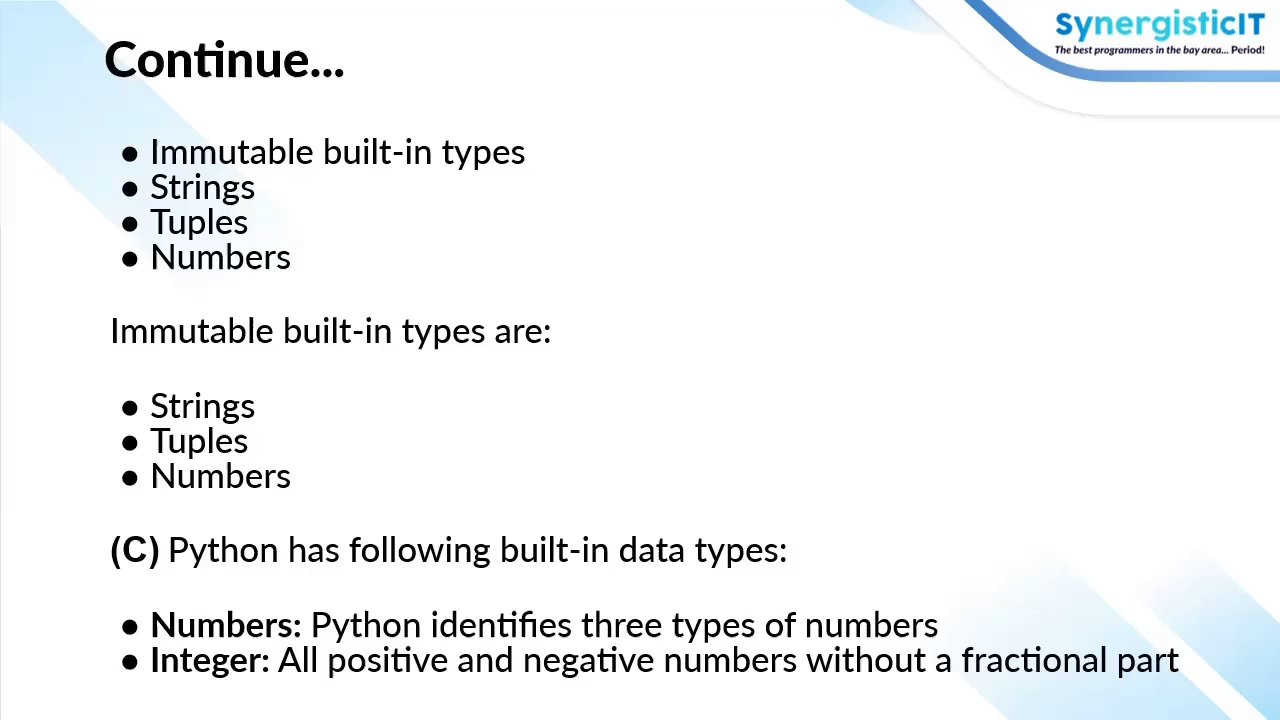 SynergisticIT
The best programmers in the bay area... Period!
Continue...
● Immutable built-in types
● Strings
● Tuples
● Numbers
Immutable built-in types are:
● Strings
● Tuples
● Numbers
(C) Python has following built-in data types:
● Numbers: Python identifies three types of numbers
● Integer: All positive and negative numbers without a fractional part